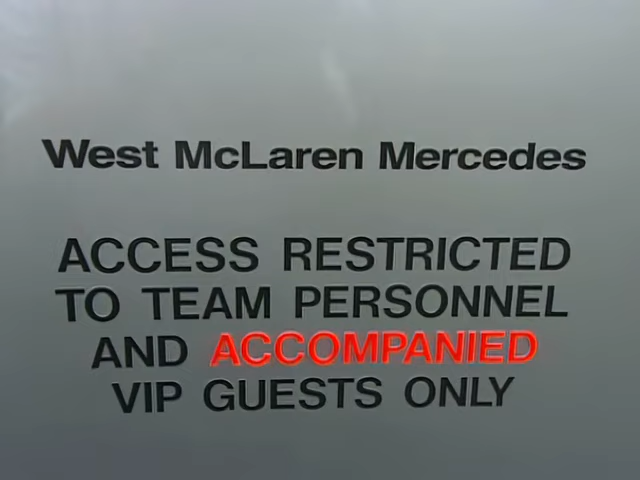 West McLaren Mercedes
ACCESS RESTRICTED
TO TEAM PERSONNEL
AND ACCOMPANIED
VIP GUESTS ONLY